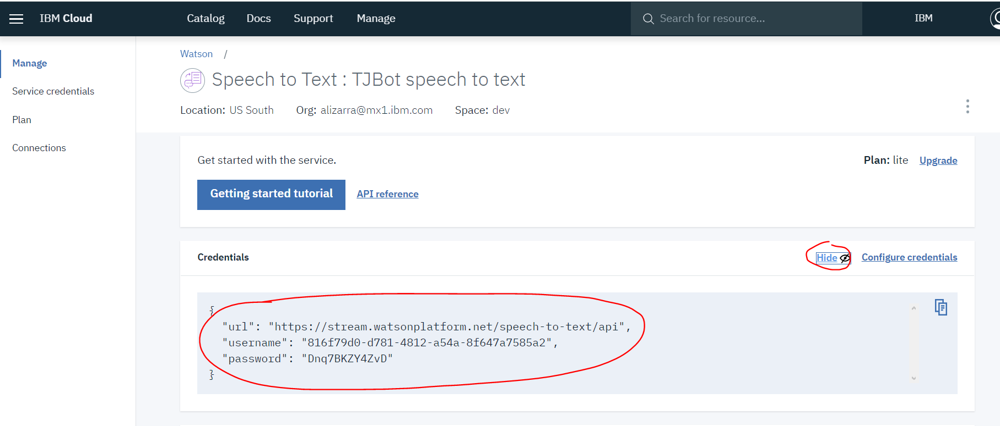 IBM Cloud Catalog Docs Support Manage Search for resource... IBM
Manage
Service credentials
Plan
Connections
Watson /
Speech to Text : TJBot speech to text
Location: US South Org: alizarra@mx1.ibm.com Space: dev
Get started with the service. Plan: lite Upgrade
Getting started tutorial API reference
Credentials Hide Configure credentials
{
"url": "https://stream.watsonplatform.net/speech-to-text/api",
"username": "816f79d0-d781-4812-a54a-8f647a7585a2",
"password": "Dnq7BKZY4ZvD"
}